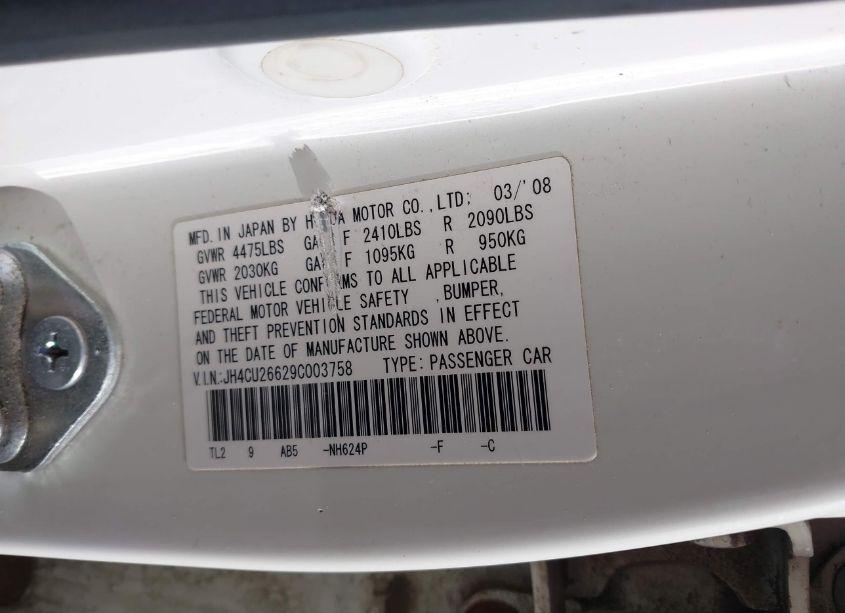 MFD. IN JAPAN BY H DA MOTOR CO.,LTD; 03/'08
GVWR 4475LBS GA F 2410LBS R 2090LBS
GVWR 2030KG GA F 1095KG R 950KG
THIS VEHICLE CONF MS TO ALL APPLICABLE
FEDERAL MOTOR VEHICLE SAFETY ,BUMPER,
AND THEFT PREVENTION STANDARDS IN EFFECT
ON THE DATE OF MANUFACTURE SHOWN ABOVE.
V.I.N.:JH4CU26629C003758 TYPE:PASSENGER CAR
TL2 9 AB5 -NH624P -F -C